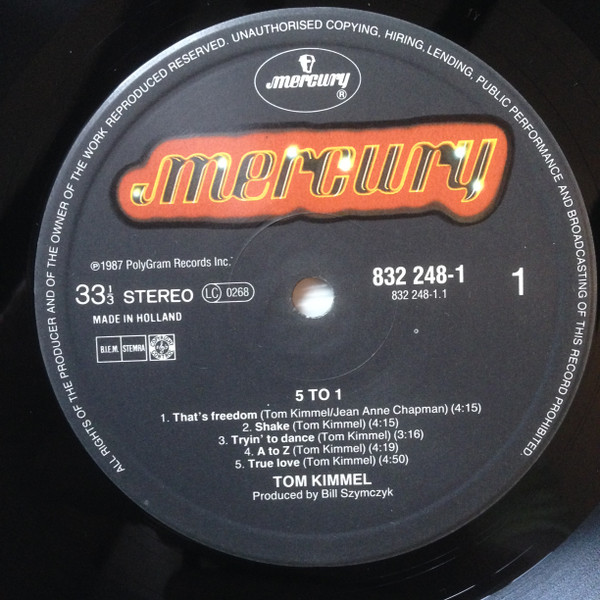 ALL RIGHTS OF THE PRODUCER AND OF THE OWNER OF THE WORK REPRODUCED RESERVED. UNAUTHORISED COPYING, HIRING, LENDING, PUBLIC PERFORMANCE AND BROADCASTING OF THIS RECORD PROHIBITED.
mercury
®
mercury
℗1987 PolyGram Records Inc.
832 248-1
1
33⅓ STEREO LC 0268
832 248-1.1
MADE IN HOLLAND
B.I.E.M. STEMRA
5 TO 1
1. That's freedom (Tom Kimmel/Jean Anne Chapman) (4:15)
2. Shake (Tom Kimmel) (4:15)
3. Tryin' to dance (Tom Kimmel) (3:16)
4. A to Z (Tom Kimmel) (4:19)
5. True love (Tom Kimmel) (4:50)
TOM KIMMEL
Produced by Bill Szymczyk